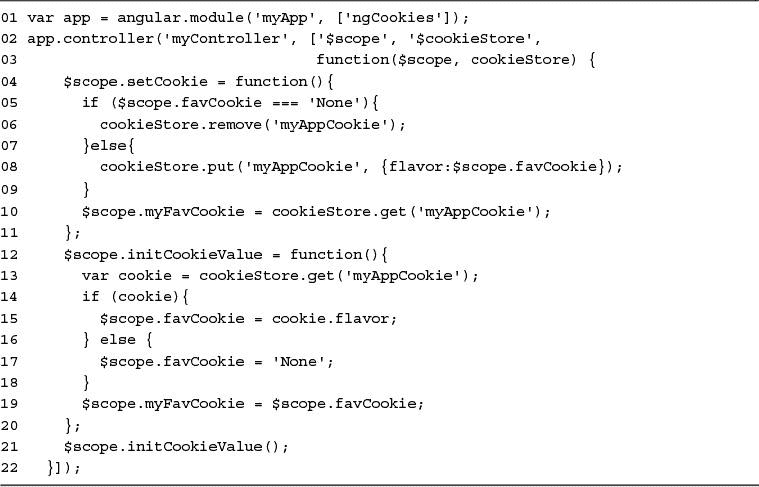 01 var app = angular.module('myApp', ['ngCookies']);
02 app.controller('myController', ['$scope', '$cookieStore',
03                                 function($scope, cookieStore) {
04     $scope.setCookie = function(){
05       if ($scope.favCookie === 'None'){
06         cookieStore.remove('myAppCookie');
07       }else{
08         cookieStore.put('myAppCookie', {flavor:$scope.favCookie});
09       }
10       $scope.myFavCookie = cookieStore.get('myAppCookie');
11     };
12     $scope.initCookieValue = function(){
13       var cookie = cookieStore.get('myAppCookie');
14       if (cookie){
15         $scope.favCookie = cookie.flavor;
16       } else {
17         $scope.favCookie = 'None';
18       }
19       $scope.myFavCookie = $scope.favCookie;
20     };
21     $scope.initCookieValue();
22   }]);